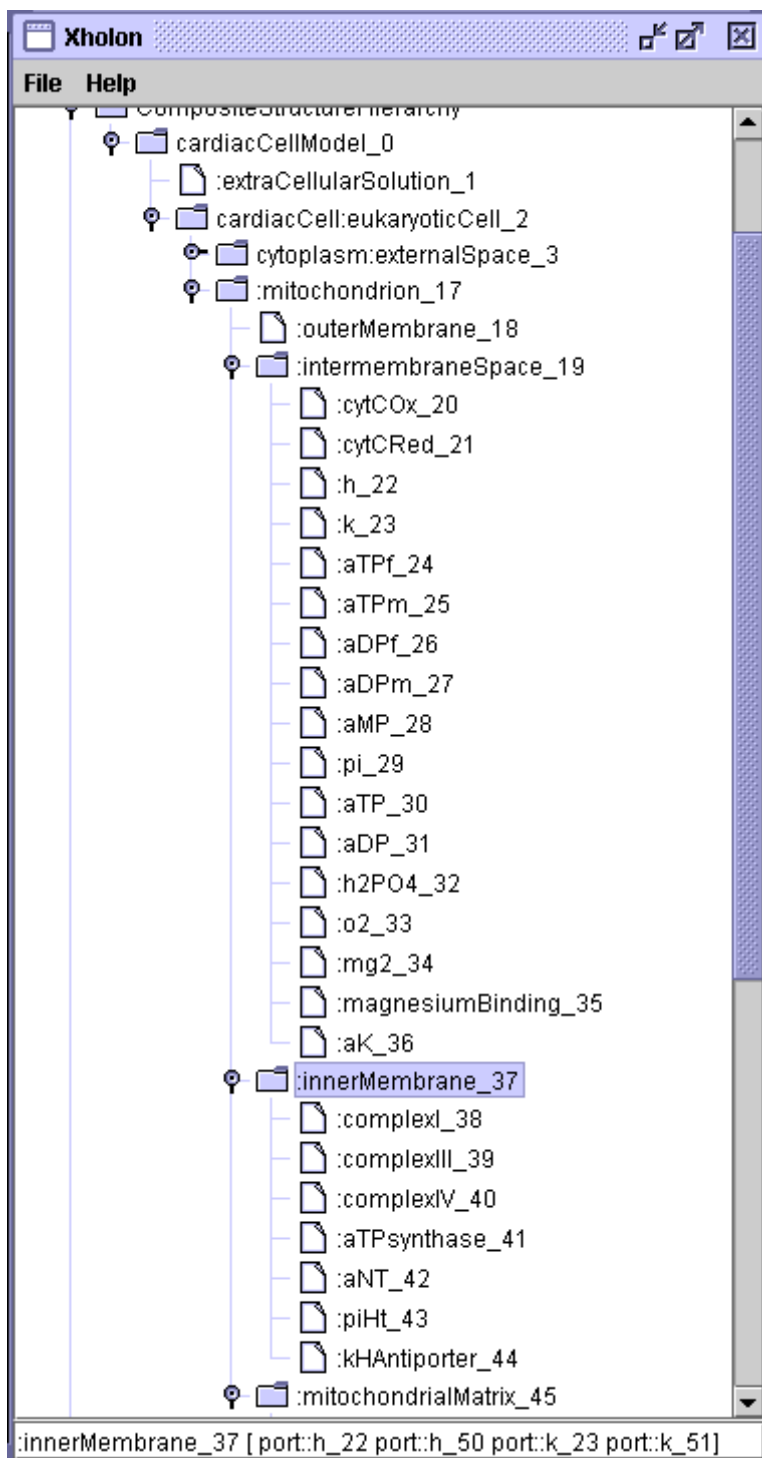 Xholon
File Help
CompositeStructureHierarchy
cardiacCellModel_0
:extraCellularSolution_1
cardiacCell:eukaryoticCell_2
cytoplasm:externalSpace_3
:mitochondrion_17
:outerMembrane_18
:intermembraneSpace_19
:cytCOx_20
:cytCRed_21
:h_22
:k_23
:aTPf_24
:aTPm_25
:aDPf_26
:aDPm_27
:aMP_28
:pi_29
:aTP_30
:aDP_31
:h2PO4_32
:o2_33
:mg2_34
:magnesiumBinding_35
:aK_36
:innerMembrane_37
:complexI_38
:complexIII_39
:complexIV_40
:aTPsynthase_41
:aNT_42
:piHt_43
:kHAntiporter_44
:mitochondrialMatrix_45
:innerMembrane_37 [ port::h_22 port::h_50 port::k_23 port::k_51]